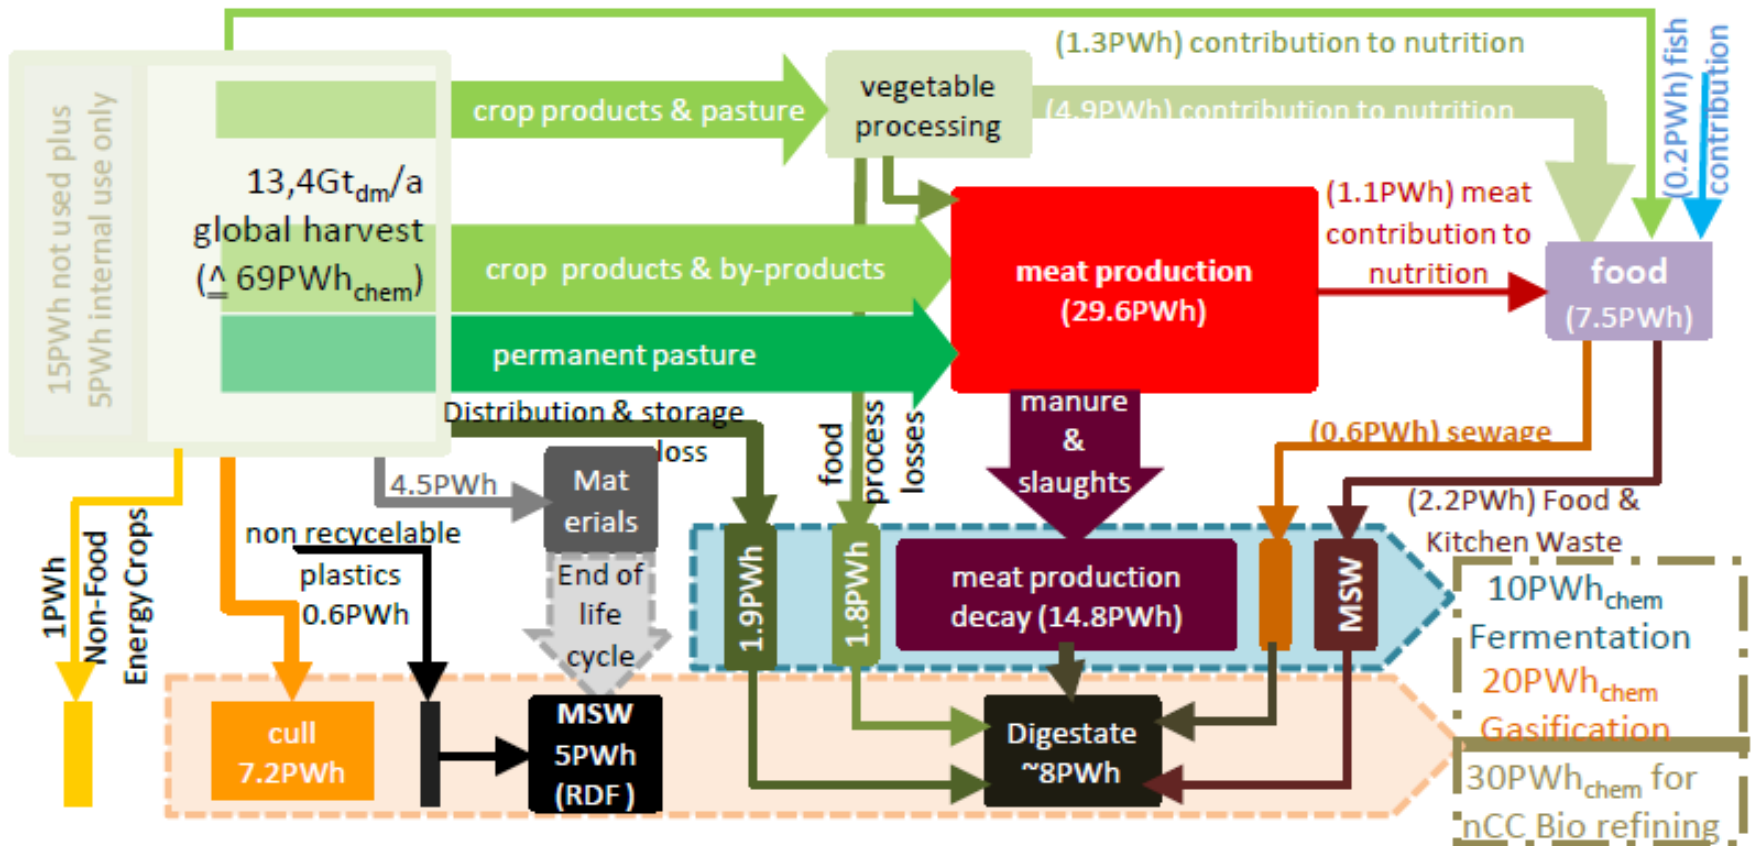 15PWh not used plus
5PWh internal use only
13,4Gtdm/a
global harvest
(≙ 69PWhchem)
crop products & pasture
vegetable
processing
(1.3PWh) contribution to nutrition
(4.9PWh) contribution to nutrition
(0.2PWh) fish
contribution
crop products & by-products
permanent pasture
meat production
(29.6PWh)
(1.1PWh) meat
contribution to
nutrition
food
(7.5PWh)
Distribution & storage
loss
food
process
losses
manure
&
slaughts
(0.6PWh) sewage
(2.2PWh) Food &
Kitchen Waste
4.5PWh
Mat
erials
1PWh
Non-Food
Energy Crops
non recycelable
plastics
0.6PWh
End of
life
cycle
1.9PWh
1.8PWh
meat production
decay (14.8PWh)
MSW
cull
7.2PWh
MSW
5PWh
(RDF)
Digestate
~8PWh
10PWhchem
Fermentation
20PWhchem
Gasification
30PWhchem for
nCC Bio refining